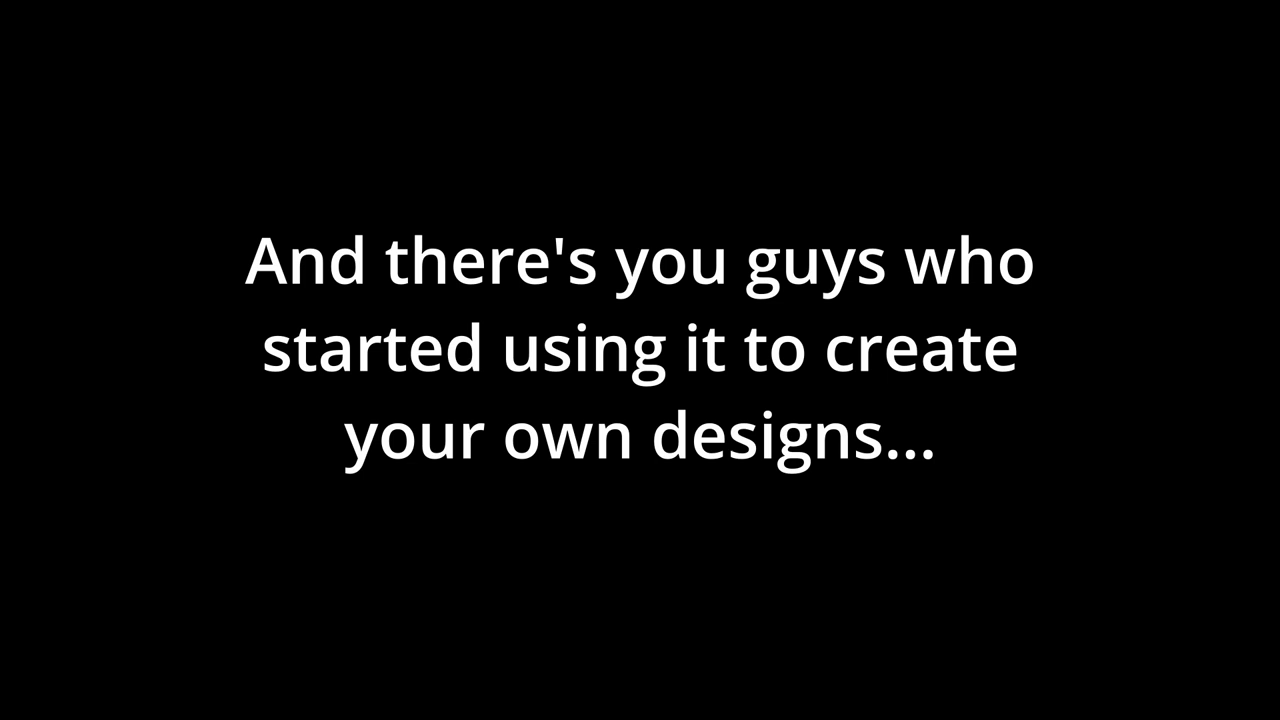 And there's you guys who
started using it to create
your own designs...